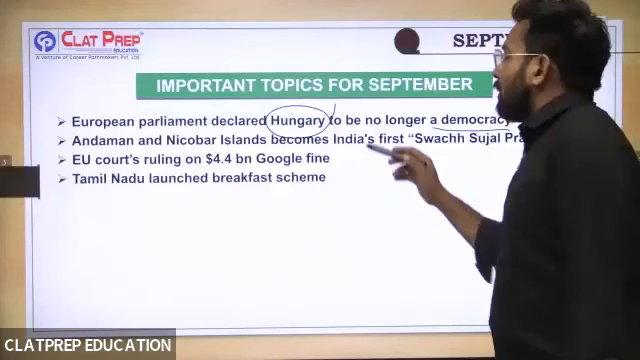 CLAT PREP
EDUCATION
A venture of Career Pathmakers Pvt. Ltd.
IMPORTANT TOPICS FOR SEPTEMBER
European parliament declared Hungary to be no longer a democracy
Andaman and Nicobar Islands becomes India's first "Swachh Sujal
EU court's ruling on $4.4 bn Google fine
Tamil Nadu launched breakfast scheme
CLATPREP EDUCATION